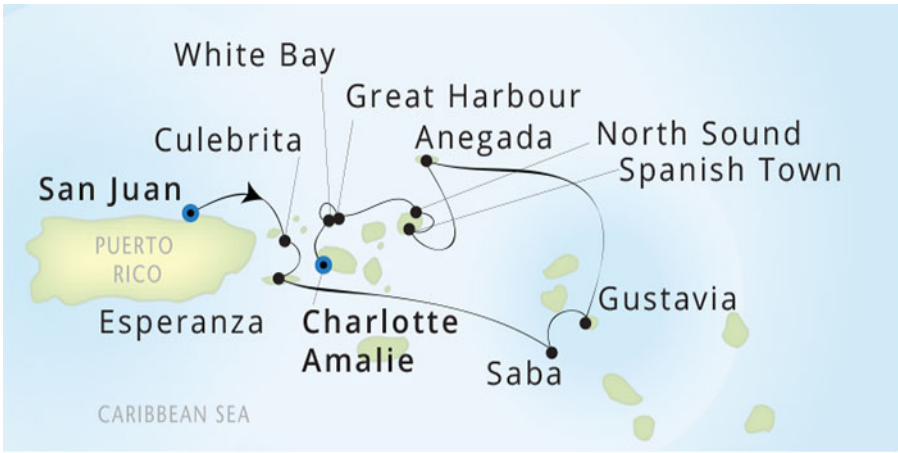 White Bay
Great Harbour
Culebrita
Anegada
North Sound
Spanish Town
San Juan
PUERTO
RICO
Esperanza
Charlotte
Amalie
Gustavia
Saba
CARIBBEAN SEA